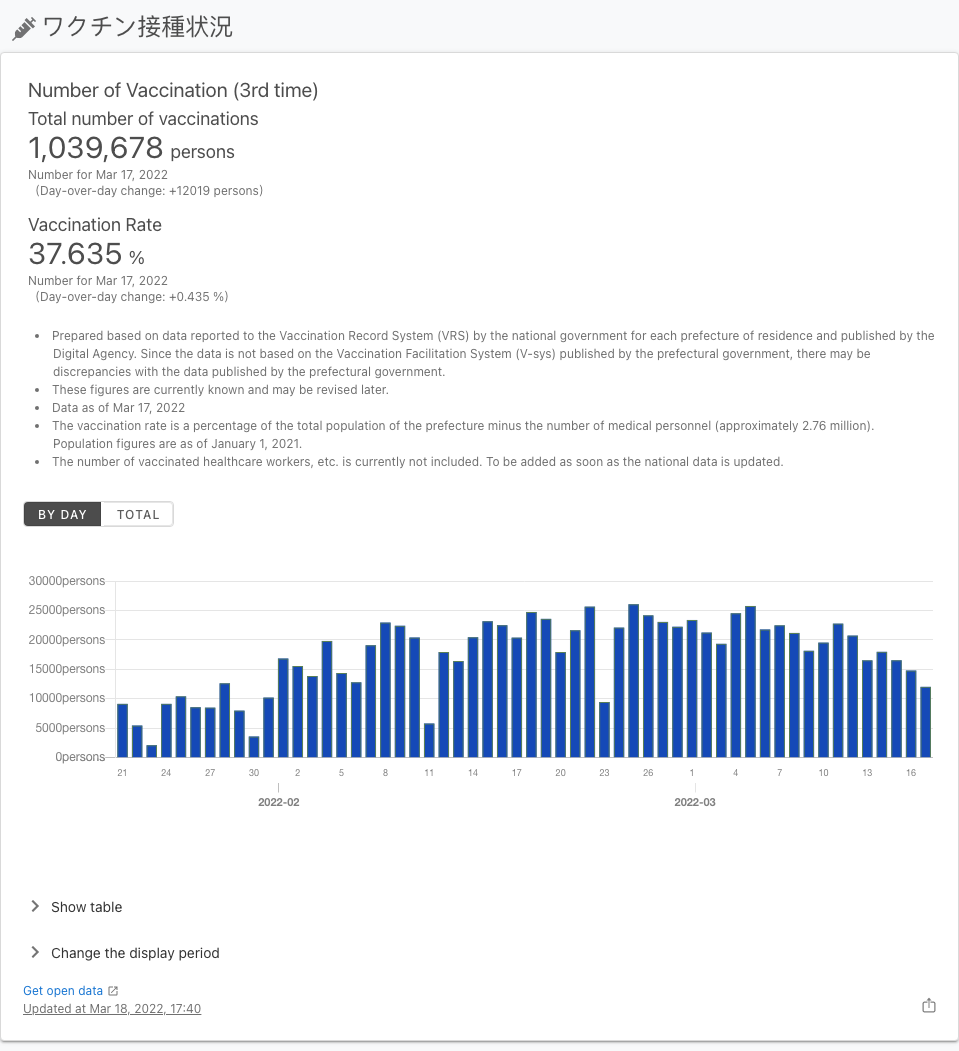 ワクチン接種状況
Number of Vaccination (3rd time)
Total number of vaccinations
1,039,678 persons
Number for Mar 17, 2022
(Day-over-day change: +12019 persons)
Vaccination Rate
37.635 %
Number for Mar 17, 2022
(Day-over-day change: +0.435 %)
• Prepared based on data reported to the Vaccination Record System (VRS) by the national government for each prefecture of residence and published by the
Digital Agency. Since the data is not based on the Vaccination Facilitation System (V-sys) published by the prefectural government, there may be
discrepancies with the data published by the prefectural government.
• These figures are currently known and may be revised later.
• Data as of Mar 17, 2022
• The vaccination rate is a percentage of the total population of the prefecture minus the number of medical personnel (approximately 2.76 million).
Population figures are as of January 1, 2021.
• The number of vaccinated healthcare workers, etc. is currently not included. To be added as soon as the national data is updated.
BY DAY TOTAL
30000persons
25000persons
20000persons
15000persons
10000persons
5000persons
0persons
21 24 27 30 2 5 8 11 14 17 20 23 26 1 4 7 10 13 16
2022-02 2022-03
Show table
Change the display period
Get open data
Updated at Mar 18, 2022, 17:40